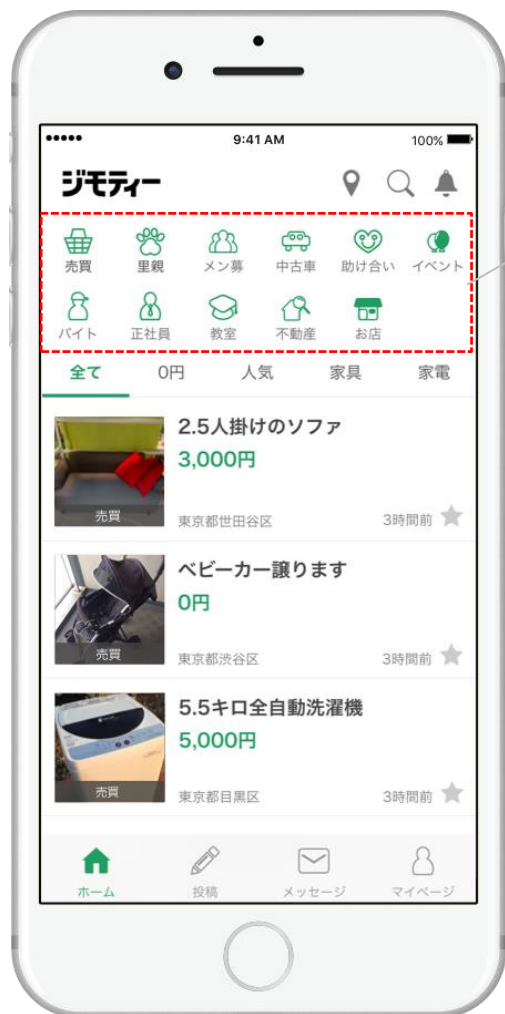 9:41 AM
100%
ジモティー
売買 里親 メン募 中古車 助け合い イベント
バイト 正社員 教室 不動産 お店
全て 0円 人気 家具 家電
2.5人掛けのソファ
3,000円
売買
東京都世田谷区 3時間前
ベビーカー譲ります
0円
売買
東京都渋谷区 3時間前
5.5キロ全自動洗濯機
5,000円
売買
東京都目黒区 3時間前
ホーム 投稿 メッセージ マイページ